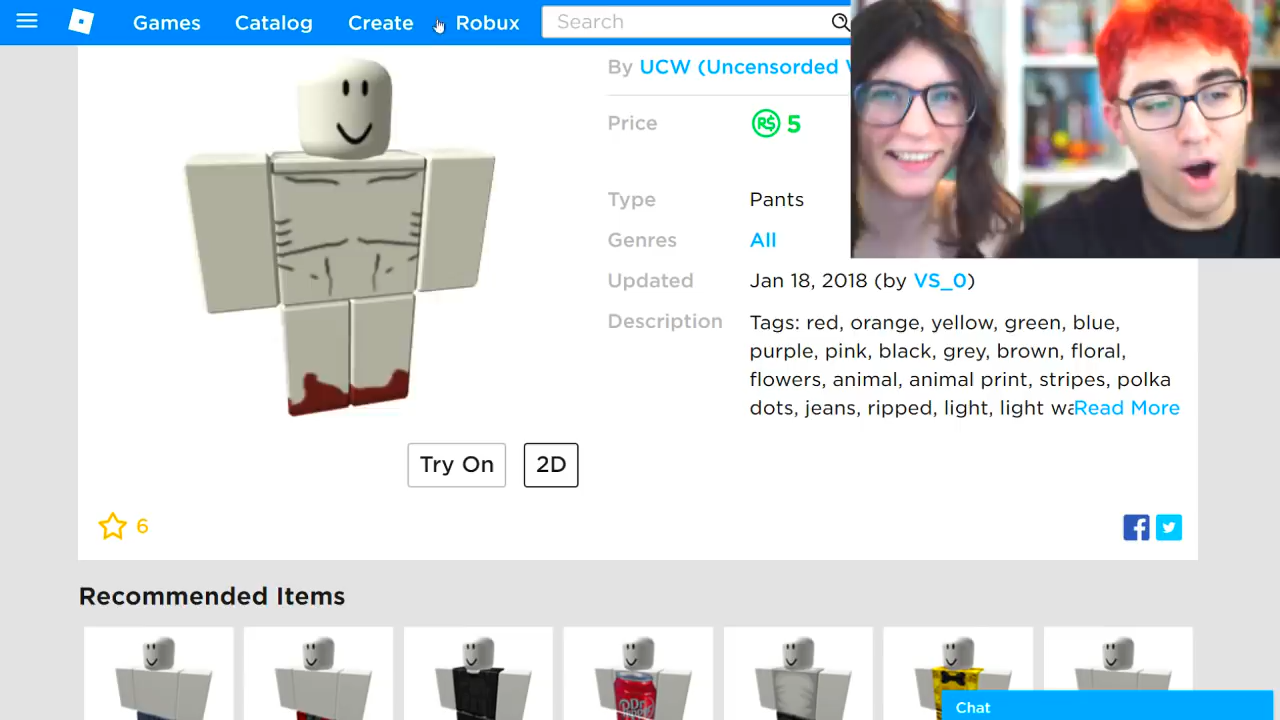 Games Catalog Create Robux Search
By UCW (Uncensorded
Price R$ 5
Type Pants
Genres All
Updated Jan 18, 2018 (by VS_0)
Description Tags: red, orange, yellow, green, blue,
purple, pink, black, grey, brown, floral,
flowers, animal, animal print, stripes, polka
dots, jeans, ripped, light, light wa Read More
Try On 2D
6
Recommended Items
Dr
Chat